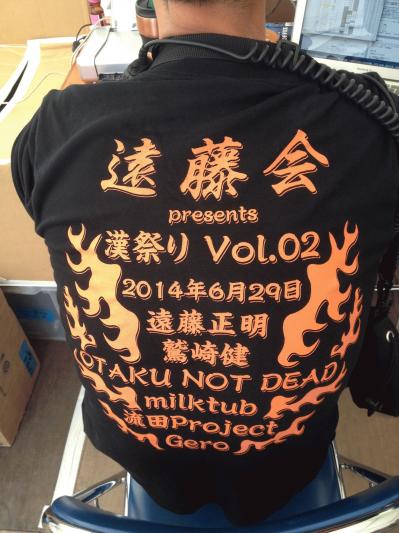 遠藤会
presents
漢祭り Vol.02
2014年6月29日
遠藤正明
鷲崎健
OTAKU NOT DEAD
milktub
流田Project
Gero